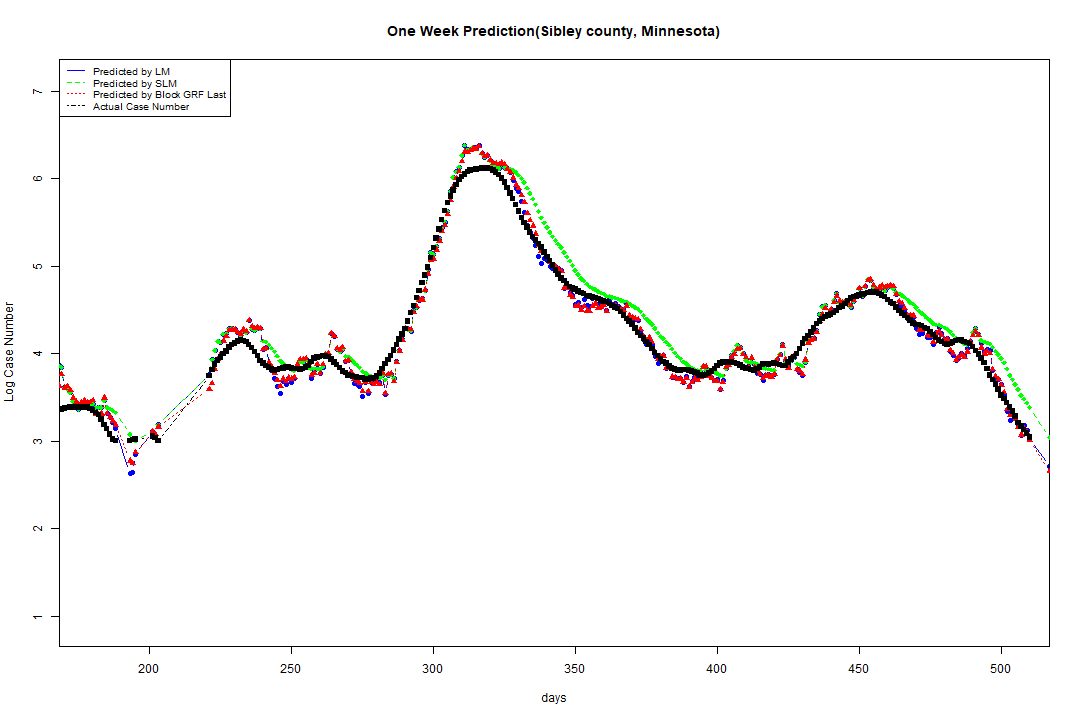 One Week Prediction(Sibley county, Minnesota)
Predicted by LM
Predicted by SLM
Predicted by Block GRF Last
Actual Case Number
7
6
5
4
3
2
1
Log Case Number
200 250 300 350 400 450 500
days